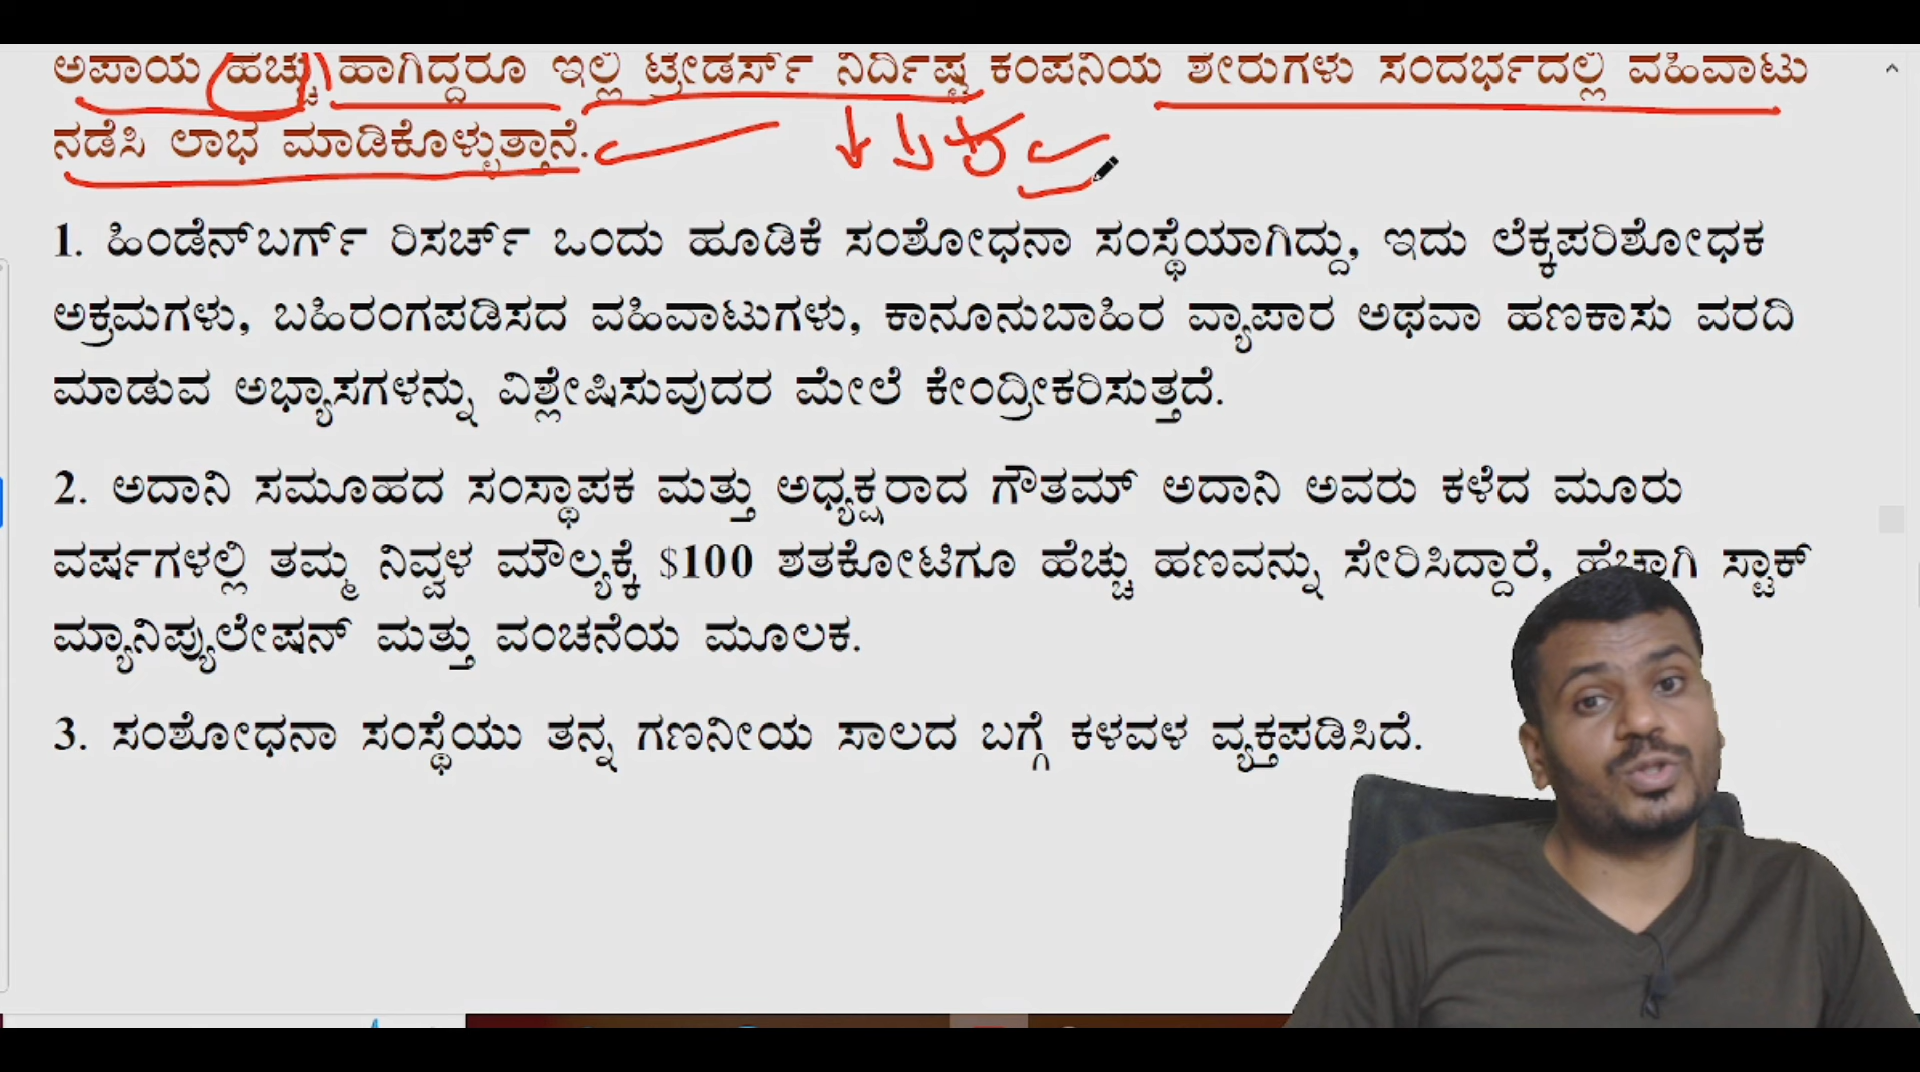 ಅಪಾಯ ಹೆಚ್ಚು ಹಾಗಿದ್ದರೂ ಇಲ್ಲಿ ಟ್ರೇಡರ್ಸ್ ನಿರ್ದಿಷ್ಟ ಕಂಪನಿಯ ಶೇರುಗಳು ಸಂದರ್ಭದಲ್ಲಿ ವಹಿವಾಟು
ನಡೆಸಿ ಲಾಭ ಮಾಡಿಕೊಳ್ಳುತ್ತಾನೆ.
1. ಹಿಂಡೆನ್‌ಬರ್ಗ್ ರಿಸರ್ಚ್ ಒಂದು ಹೂಡಿಕೆ ಸಂಶೋಧನಾ ಸಂಸ್ಥೆಯಾಗಿದ್ದು, ಇದು ಲೆಕ್ಕಪರಿಶೋಧಕ
ಅಕ್ರಮಗಳು, ಬಹಿರಂಗಪಡಿಸದ ವಹಿವಾಟುಗಳು, ಕಾನೂನುಬಾಹಿರ ವ್ಯಾಪಾರ ಅಥವಾ ಹಣಕಾಸು ವರದಿ
ಮಾಡುವ ಅಭ್ಯಾಸಗಳನ್ನು ವಿಶ್ಲೇಷಿಸುವುದರ ಮೇಲೆ ಕೇಂದ್ರೀಕರಿಸುತ್ತದೆ.
2. ಅದಾನಿ ಸಮೂಹದ ಸಂಸ್ಥಾಪಕ ಮತ್ತು ಅಧ್ಯಕ್ಷರಾದ ಗೌತಮ್ ಅದಾನಿ ಅವರು ಕಳೆದ ಮೂರು
ವರ್ಷಗಳಲ್ಲಿ ತಮ್ಮ ನಿವ್ವಳ ಮೌಲ್ಯಕ್ಕೆ $100 ಶತಕೋಟಿಗೂ ಹೆಚ್ಚು ಹಣವನ್ನು ಸೇರಿಸಿದ್ದಾರೆ, ಹೆಚ್ಚಾಗಿ ಸ್ಟಾಕ್
ಮ್ಯಾನಿಪ್ಯುಲೇಷನ್ ಮತ್ತು ವಂಚನೆಯ ಮೂಲಕ.
3. ಸಂಶೋಧನಾ ಸಂಸ್ಥೆಯು ತನ್ನ ಗಣನೀಯ ಸಾಲದ ಬಗ್ಗೆ ಕಳವಳ ವ್ಯಕ್ತಪಡಿಸಿದೆ.